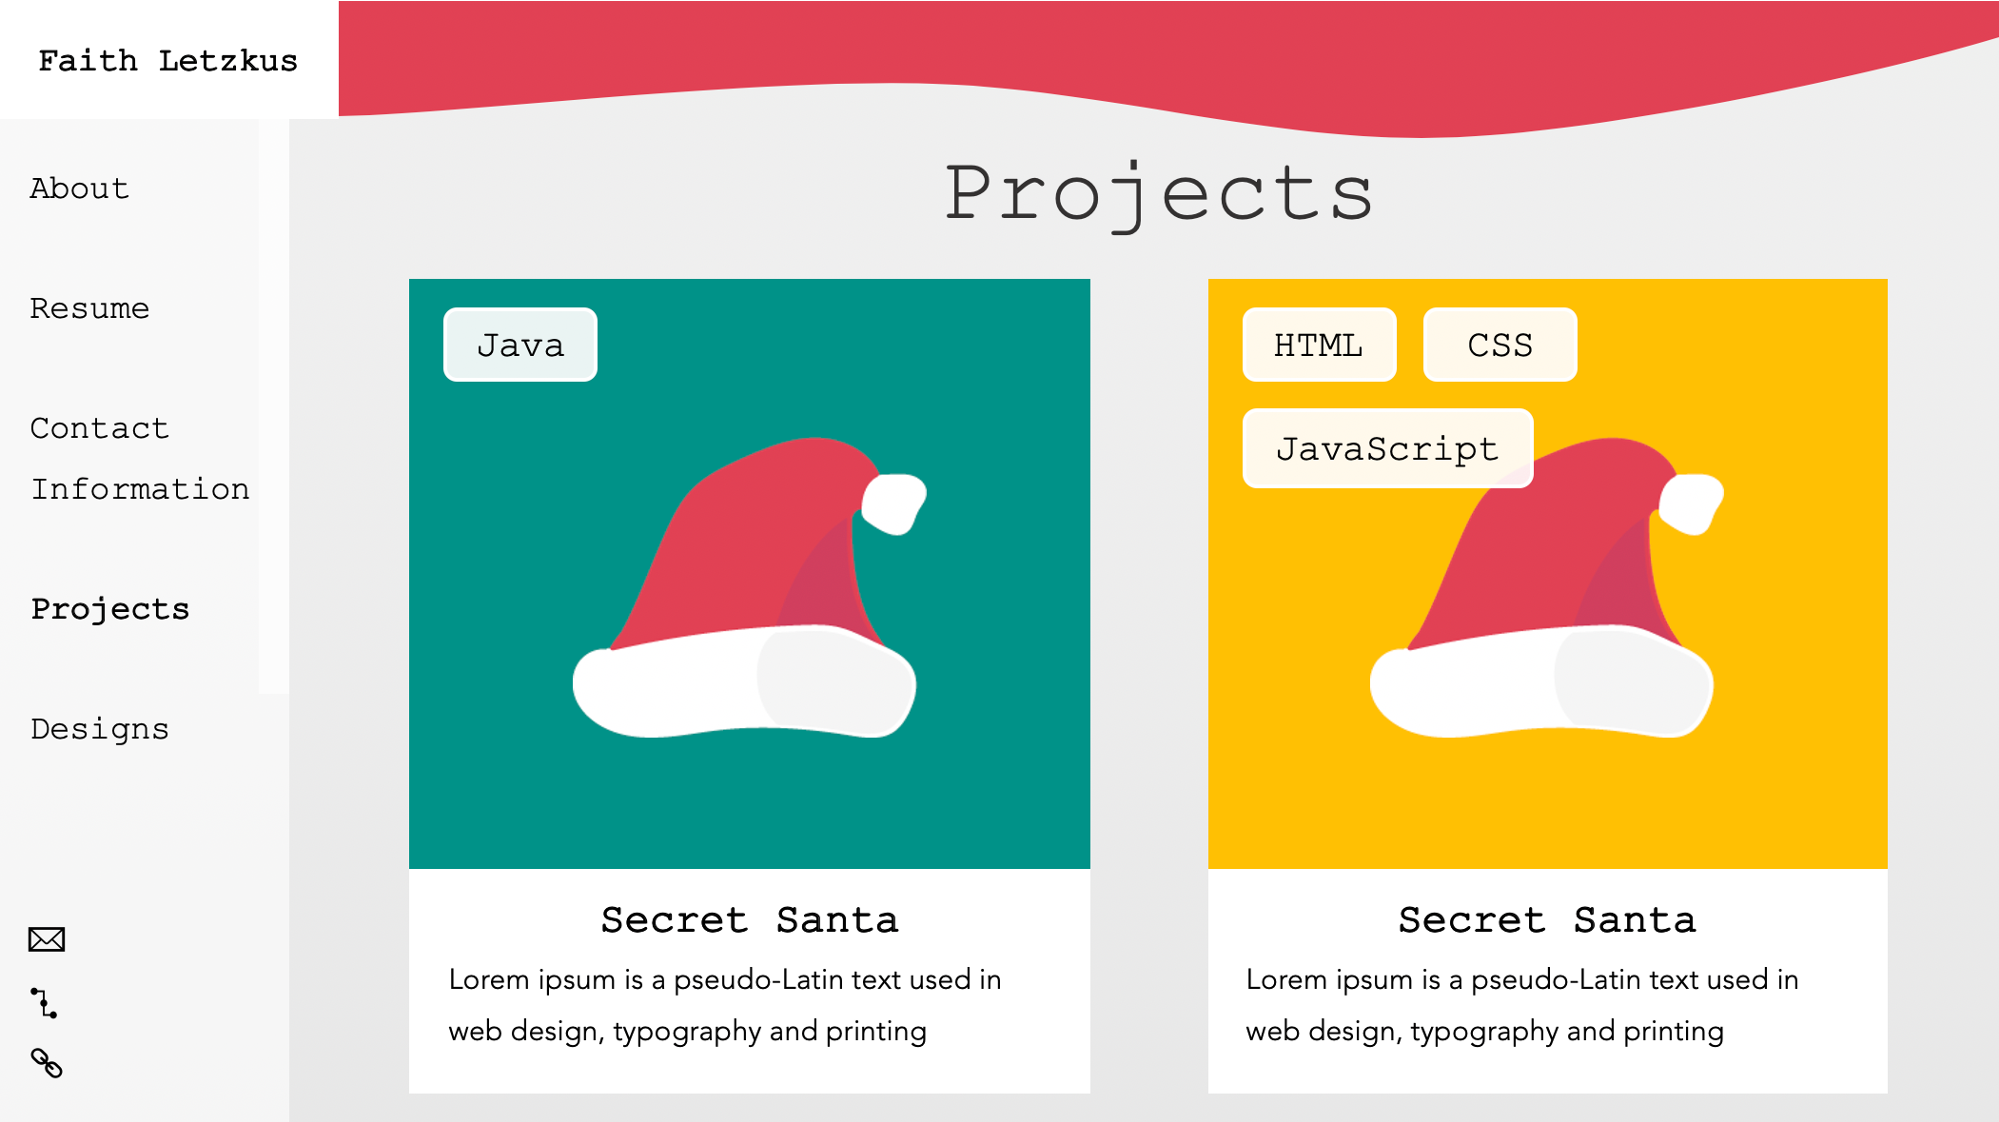 Faith Letzkus
About
Resume
Contact
Information
Projects
Designs
Projects
Java
Secret Santa
Lorem ipsum is a pseudo-Latin text used in
web design, typography and printing
HTML CSS
JavaScript
Secret Santa
Lorem ipsum is a pseudo-Latin text used in
web design, typography and printing